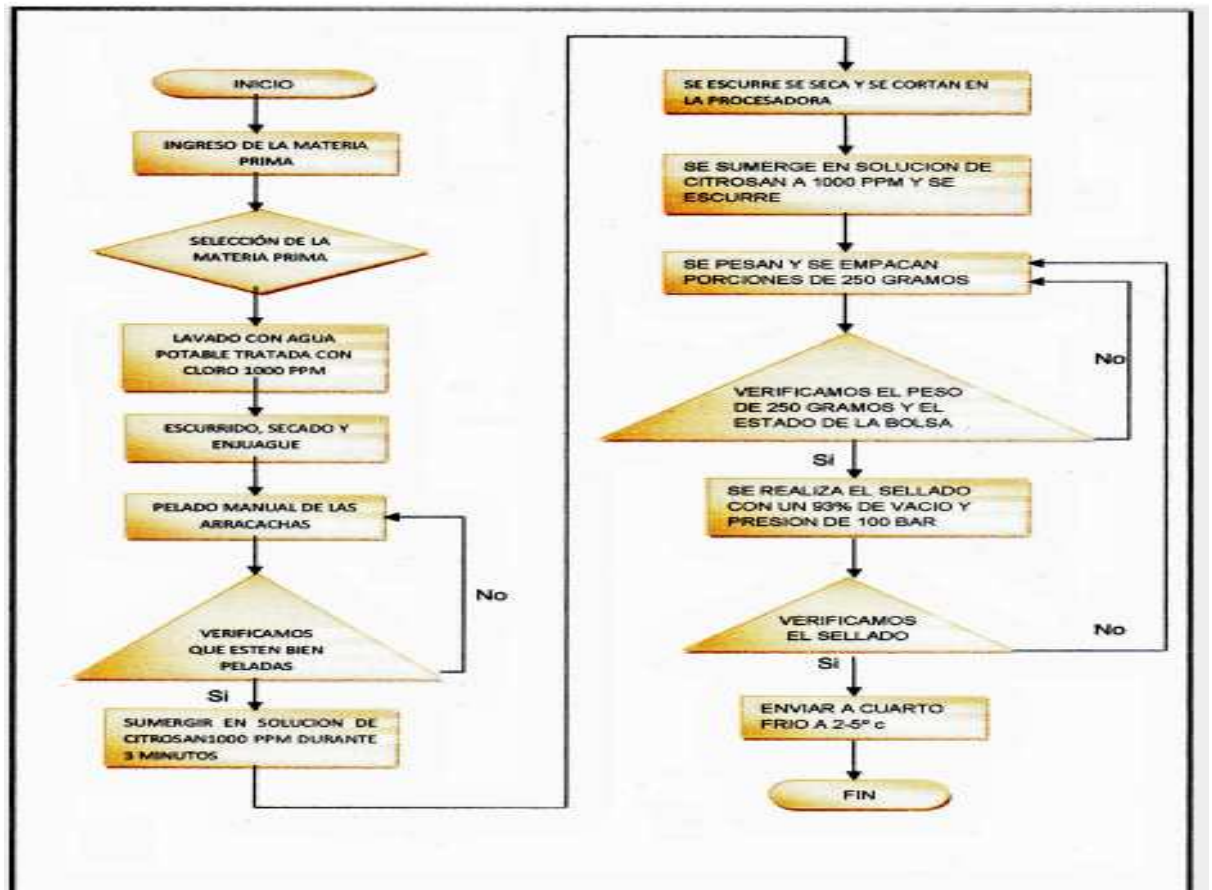 INICIO
INGRESO DE LA MATERIA
PRIMA
SELECCIÓN DE LA
MATERIA PRIMA
LAVADO CON AGUA
POTABLE TRATADA CON
CLORO 1000 PPM
ESCURRIDO, SECADO Y
ENJUAGUE
PELADO MANUAL DE LAS
ARRACACHAS
No
VERIFICAMOS
QUE ESTEN BIEN
PELADAS
Si
SUMERGIR EN SOLUCION DE
CITROSAN1000 PPM DURANTE
3 MINUTOS
SE ESCURRE SE SECA Y SE CORTAN EN
LA PROCESADORA
SE SUMERGE EN SOLUCION DE
CITROSAN A 1000 PPM Y SE
ESCURRE
SE PESAN Y SE EMPACAN
PORCIONES DE 250 GRAMOS
No
VERIFICAMOS EL PESO
DE 250 GRAMOS Y EL
ESTADO DE LA BOLSA
Si
SE REALIZA EL SELLADO
CON UN 93% DE VACIO Y
PRESION DE 100 BAR
VERIFICAMOS
EL SELLADO
No
Si
ENVIAR A CUARTO
FRIO A 2-5º c
FIN